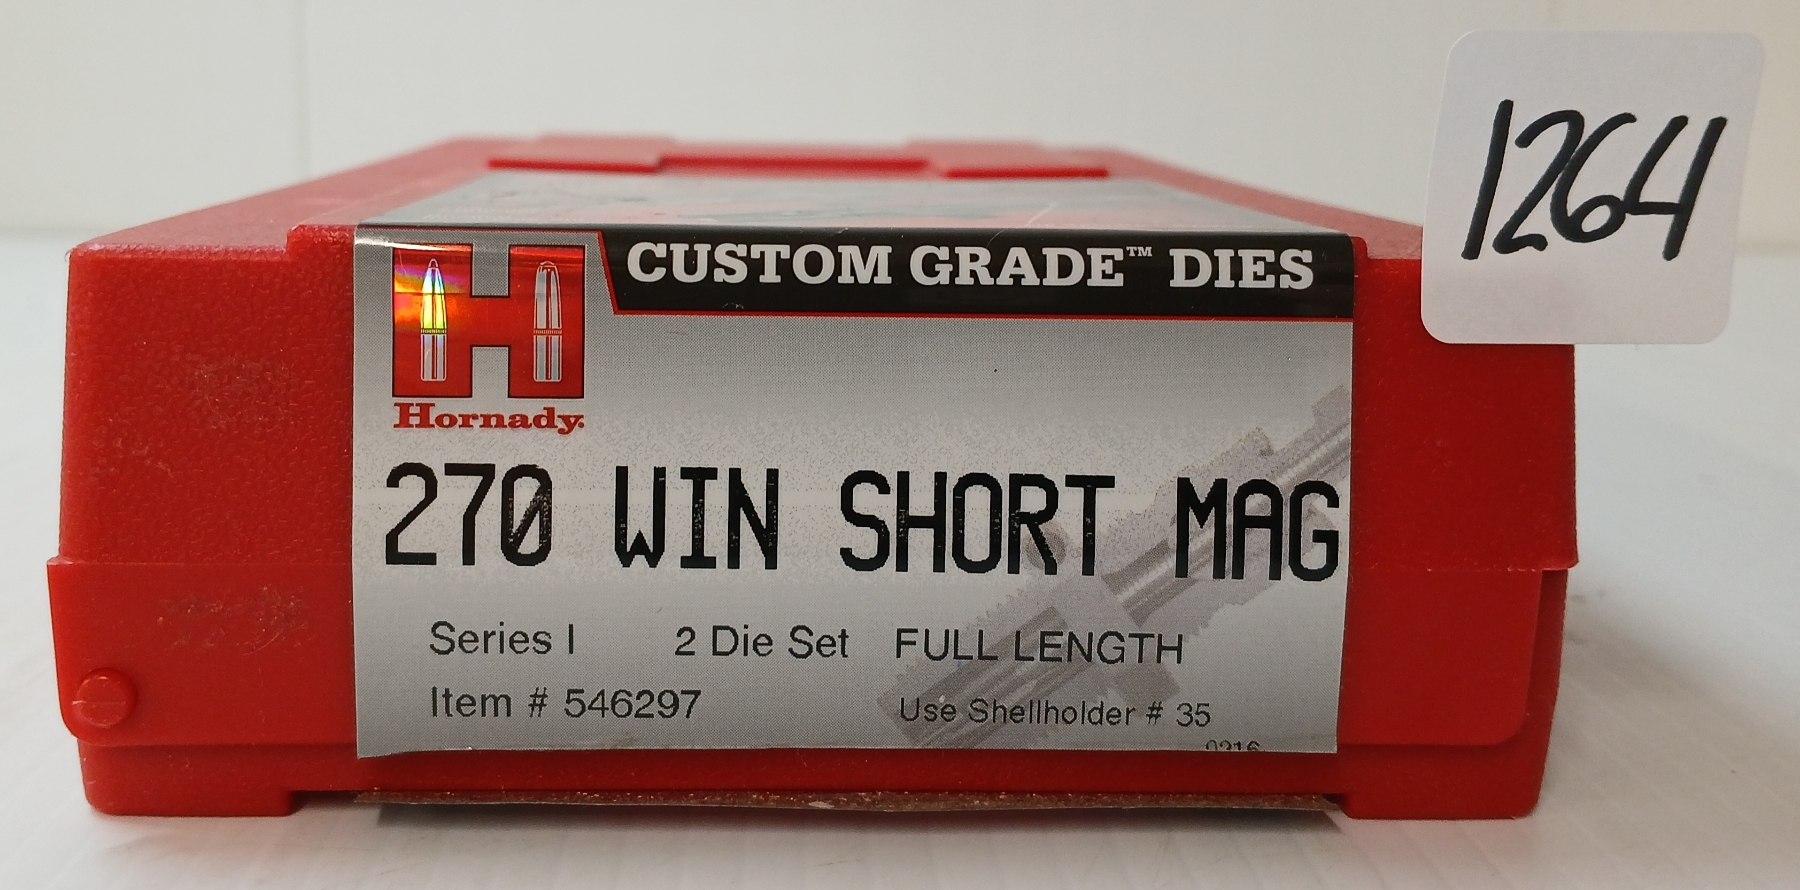 1264
CUSTOM GRADE™ DIES
Hornady
270 WIN SHORT MAG
Series I 2 Die Set FULL LENGTH
Item # 546297 Use Shellholder # 35